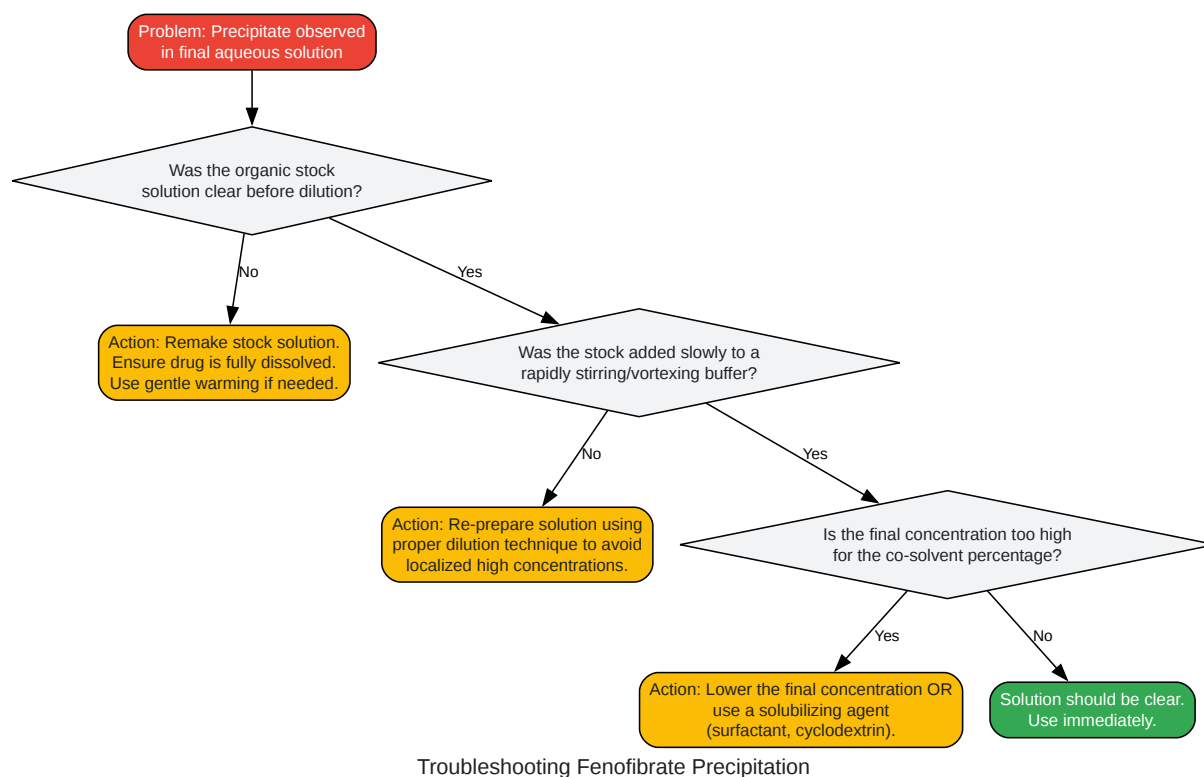 Problem: Precipitate observed
in final aqueous solution
Was the organic stock
solution clear before dilution?
No
Yes
Action: Remake stock solution.
Ensure drug is fully dissolved.
Use gentle warming if needed.
Was the stock added slowly to a
rapidly stirring/vortexing buffer?
No
Yes
Action: Re-prepare solution using
proper dilution technique to avoid
localized high concentrations.
Is the final concentration too high
for the co-solvent percentage?
Yes
No
Action: Lower the final concentration OR
use a solubilizing agent
(surfactant, cyclodextrin).
Solution should be clear.
Use immediately.
Troubleshooting Fenofibrate Precipitation